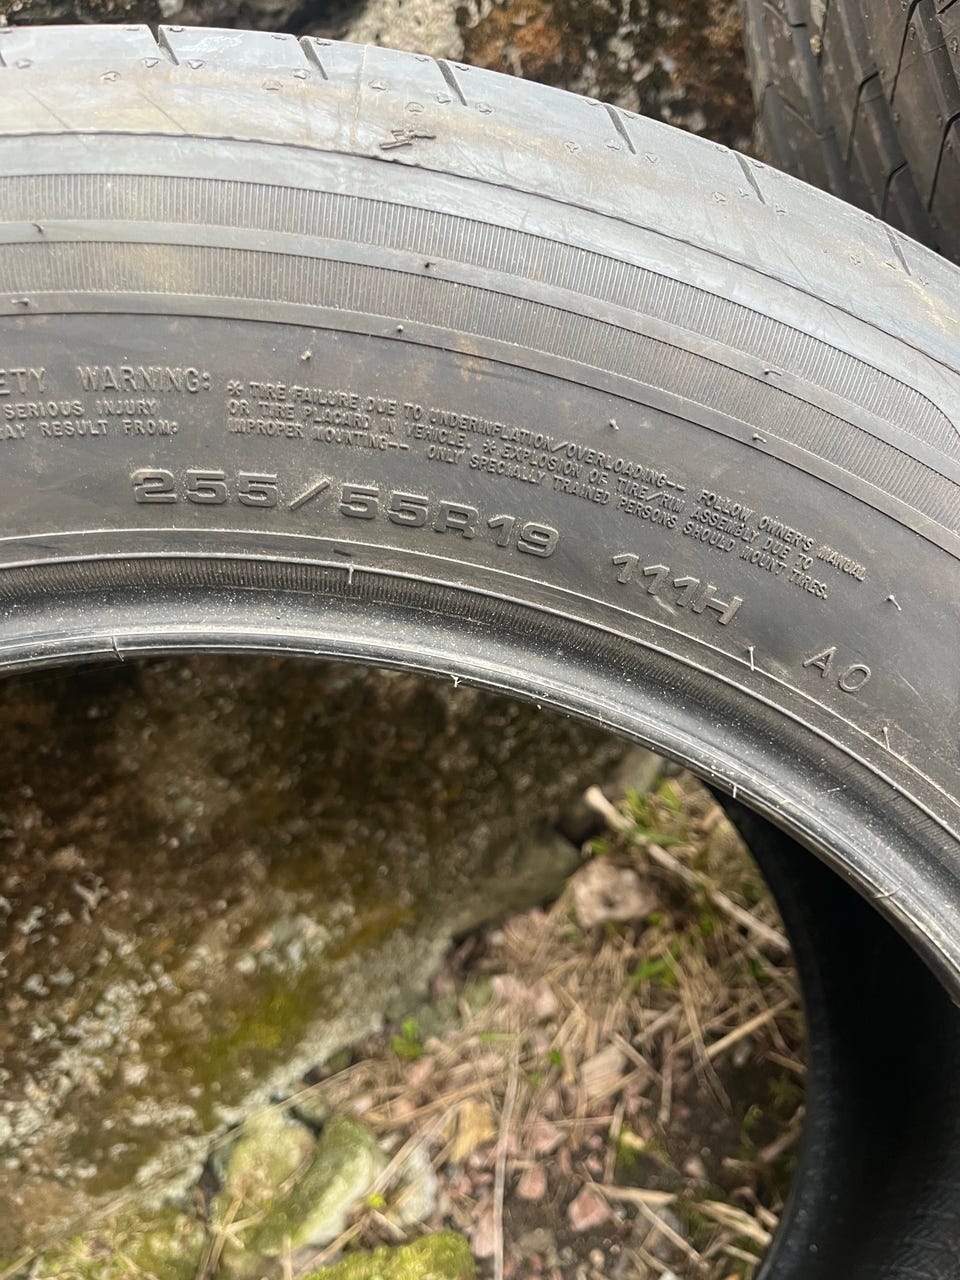 ETY WARNING:
SERIOUS INJURY
AY RESULT FROM:
* TIRE FAILURE DUE TO UNDERINFLATION/OVERLOADING-- FOLLOW OWNER'S MANUAL
OR TIRE PLACARD IN VEHICLE. * EXPLOSION OF TIRE/RIM ASSEMBLY DUE TO
IMPROPER MOUNTING-- ONLY SPECIALLY TRAINED PERSONS SHOULD MOUNT TIRES.
255/55R19 111H AO